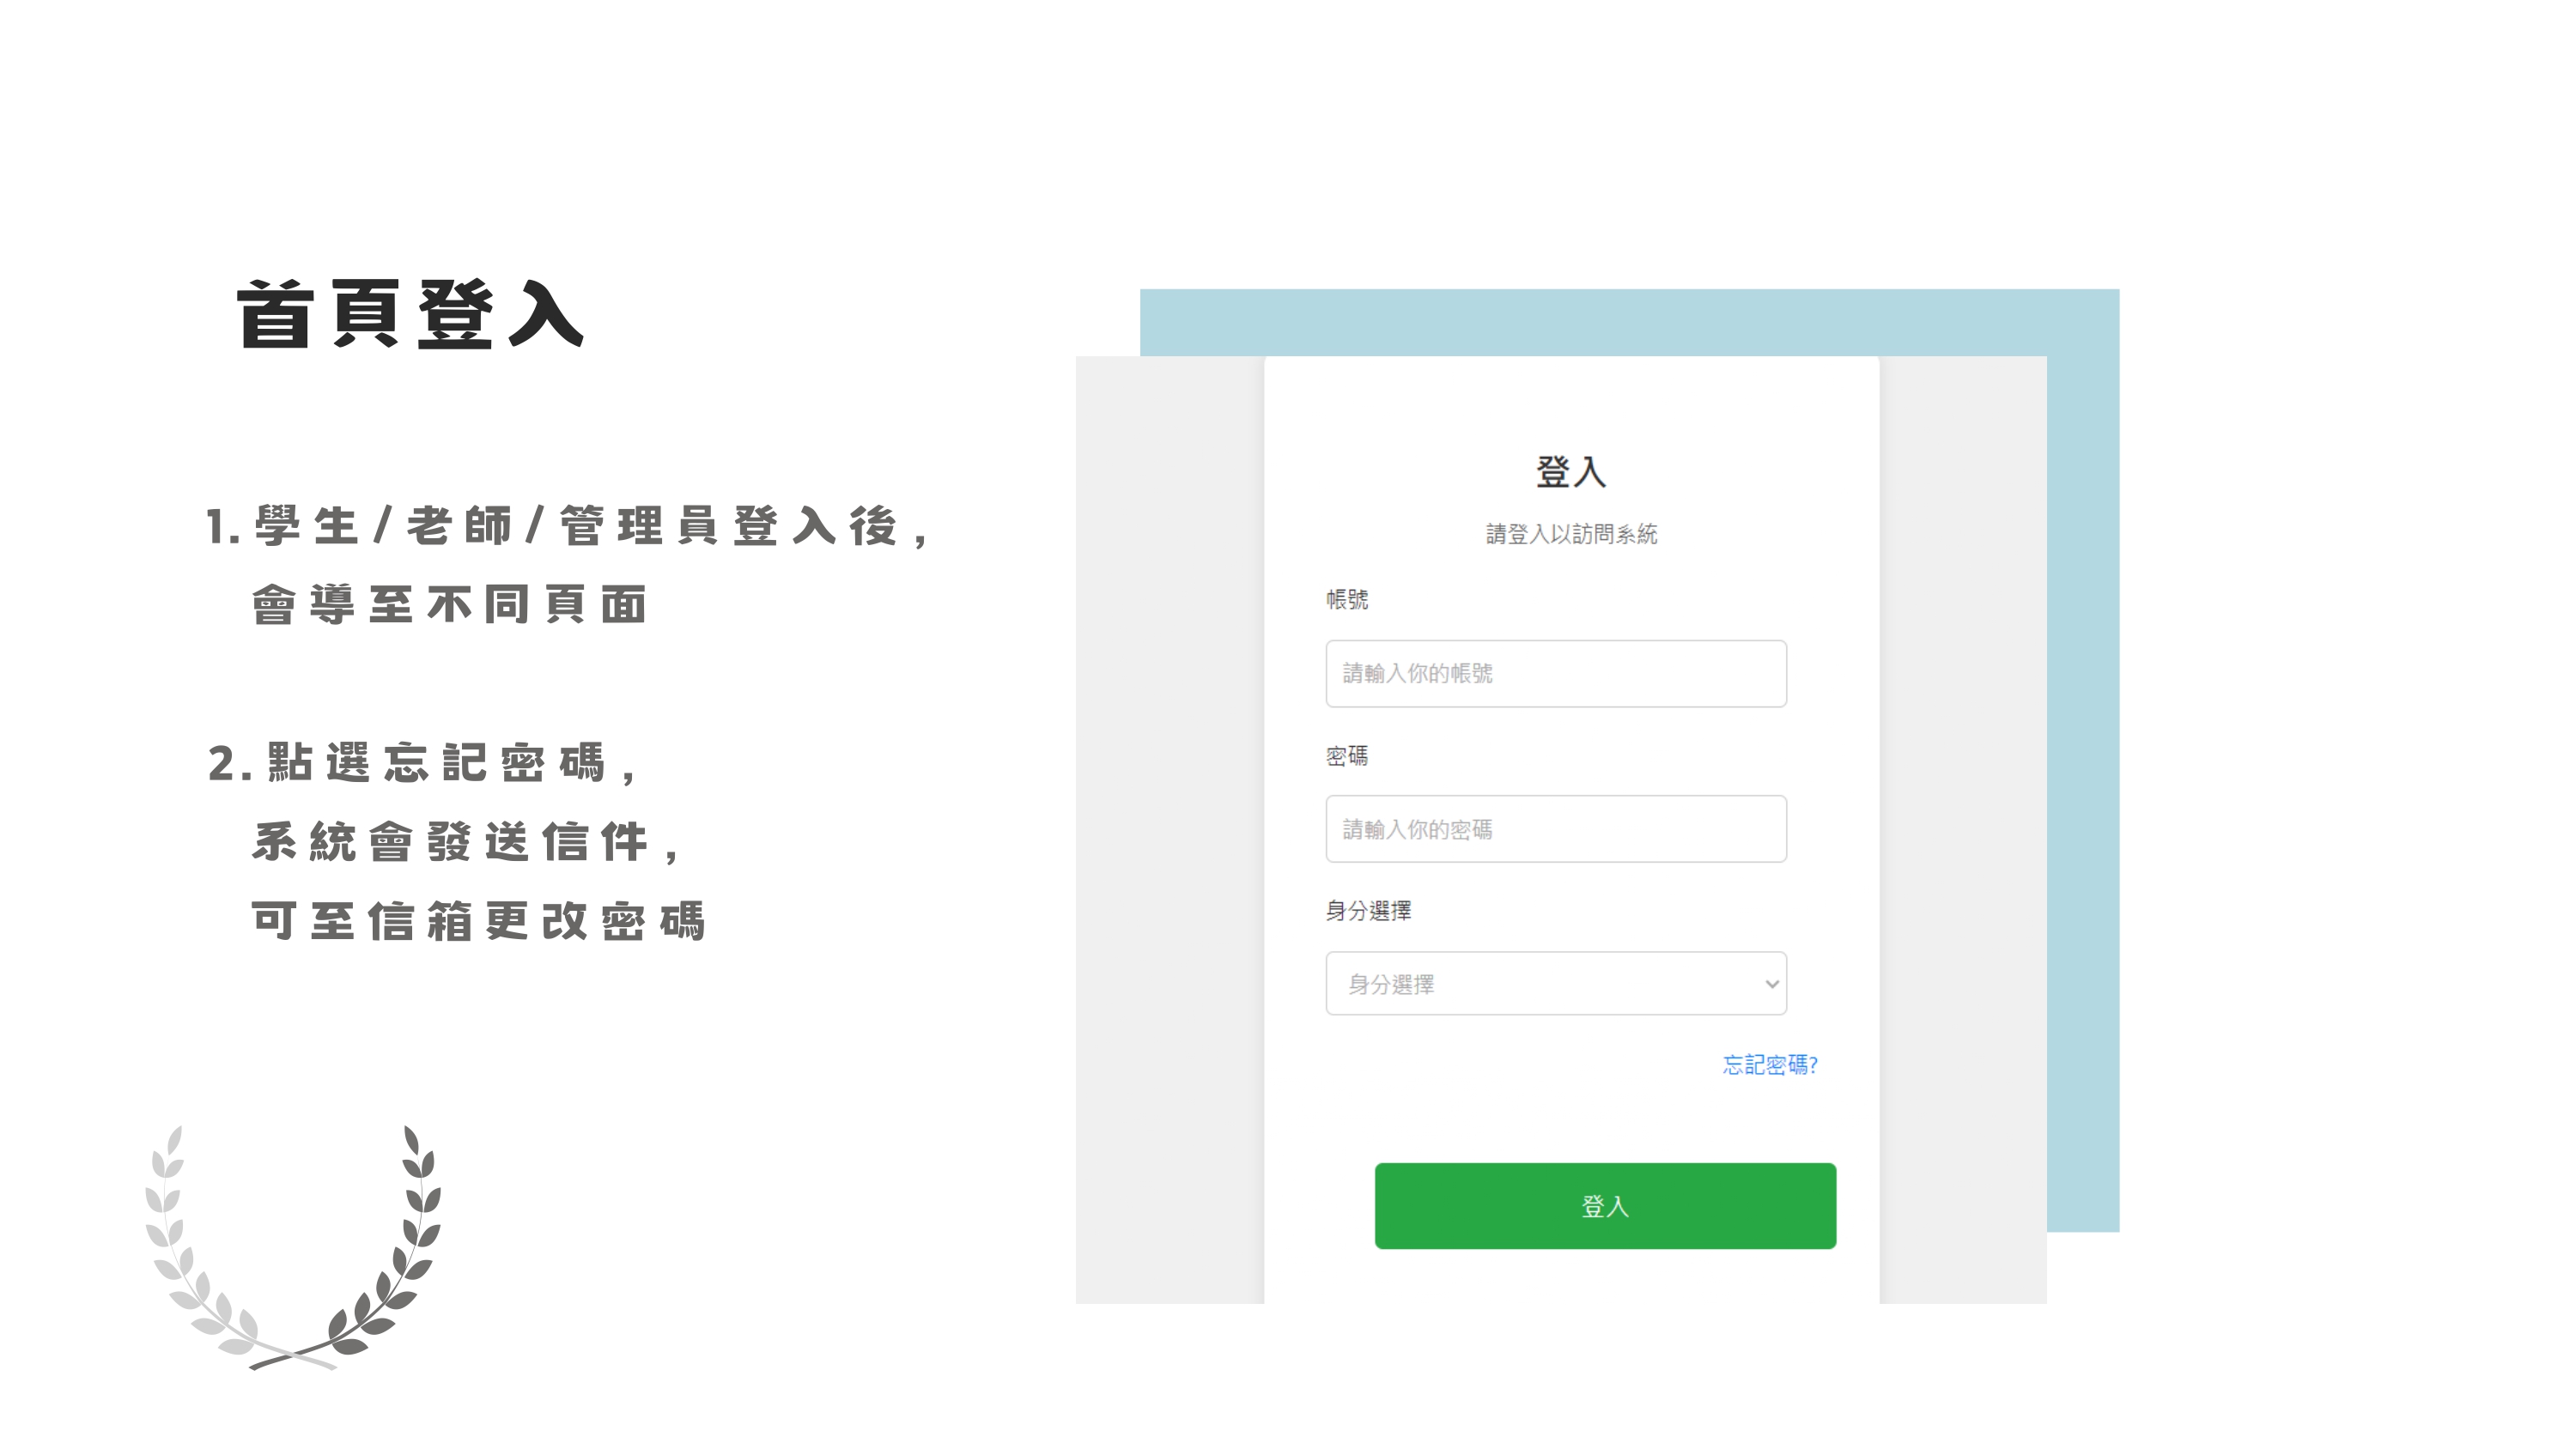 首頁登入
1.學生/老師/管理員登入後,
會導至不同頁面
2.點選忘記密碼,
系統會發送信件,
可至信箱更改密碼
登入
請登入以訪問系統
帳號
請輸入你的帳號
密碼
請輸入你的密碼
身分選擇
身分選擇
忘記密碼?
登入